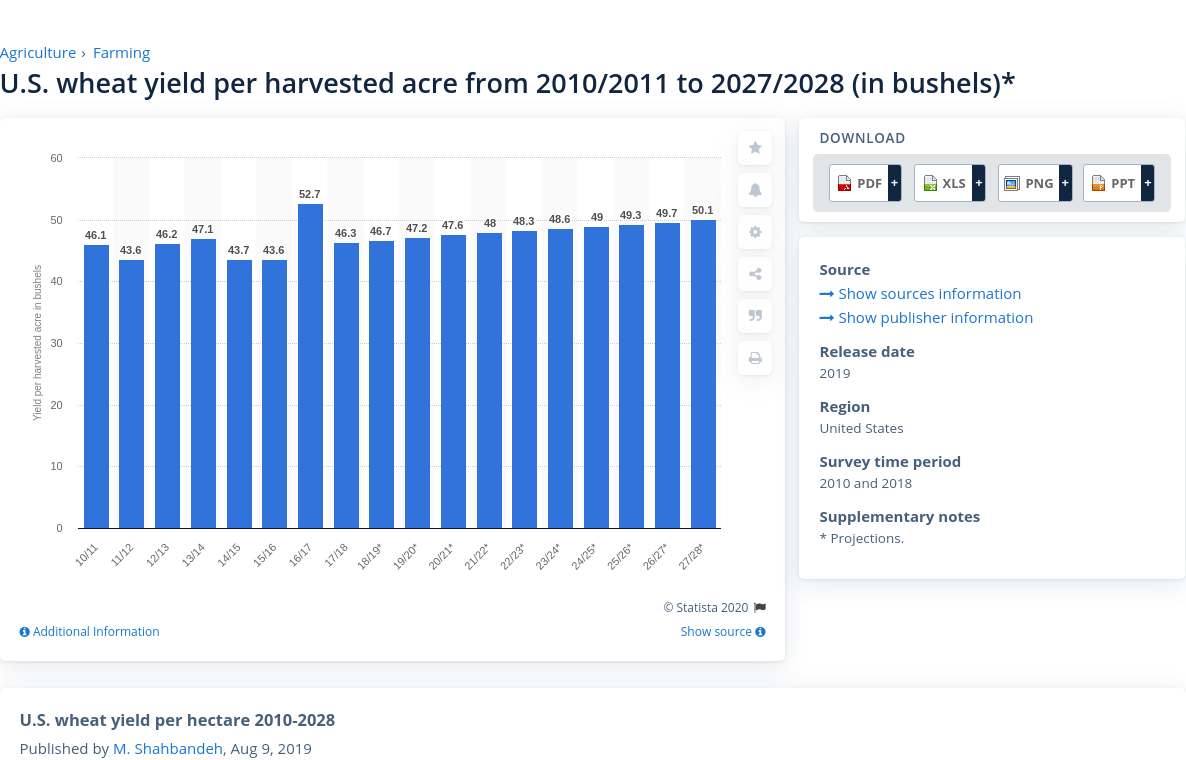 Agriculture › Farming
U.S. wheat yield per harvested acre from 2010/2011 to 2027/2028 (in bushels)*
60
50
40
30
20
10
0
Yield per harvested acre in bushels
46.1
43.6
46.2
47.1
43.7
43.6
52.7
46.3
46.7
47.2
47.6
48
48.3
48.6
49
49.3
49.7
50.1
10/11
11/12
12/13
13/14
14/15
15/16
16/17
17/18
18/19*
19/20*
20/21*
21/22*
22/23*
23/24*
24/25*
25/26*
26/27*
27/28*
© Statista 2020
Additional Information
Show source
DOWNLOAD
PDF +
XLS +
PNG +
PPT +
Source
Show sources information
Show publisher information
Release date
2019
Region
United States
Survey time period
2010 and 2018
Supplementary notes
* Projections.
U.S. wheat yield per hectare 2010-2028
Published by M. Shahbandeh, Aug 9, 2019